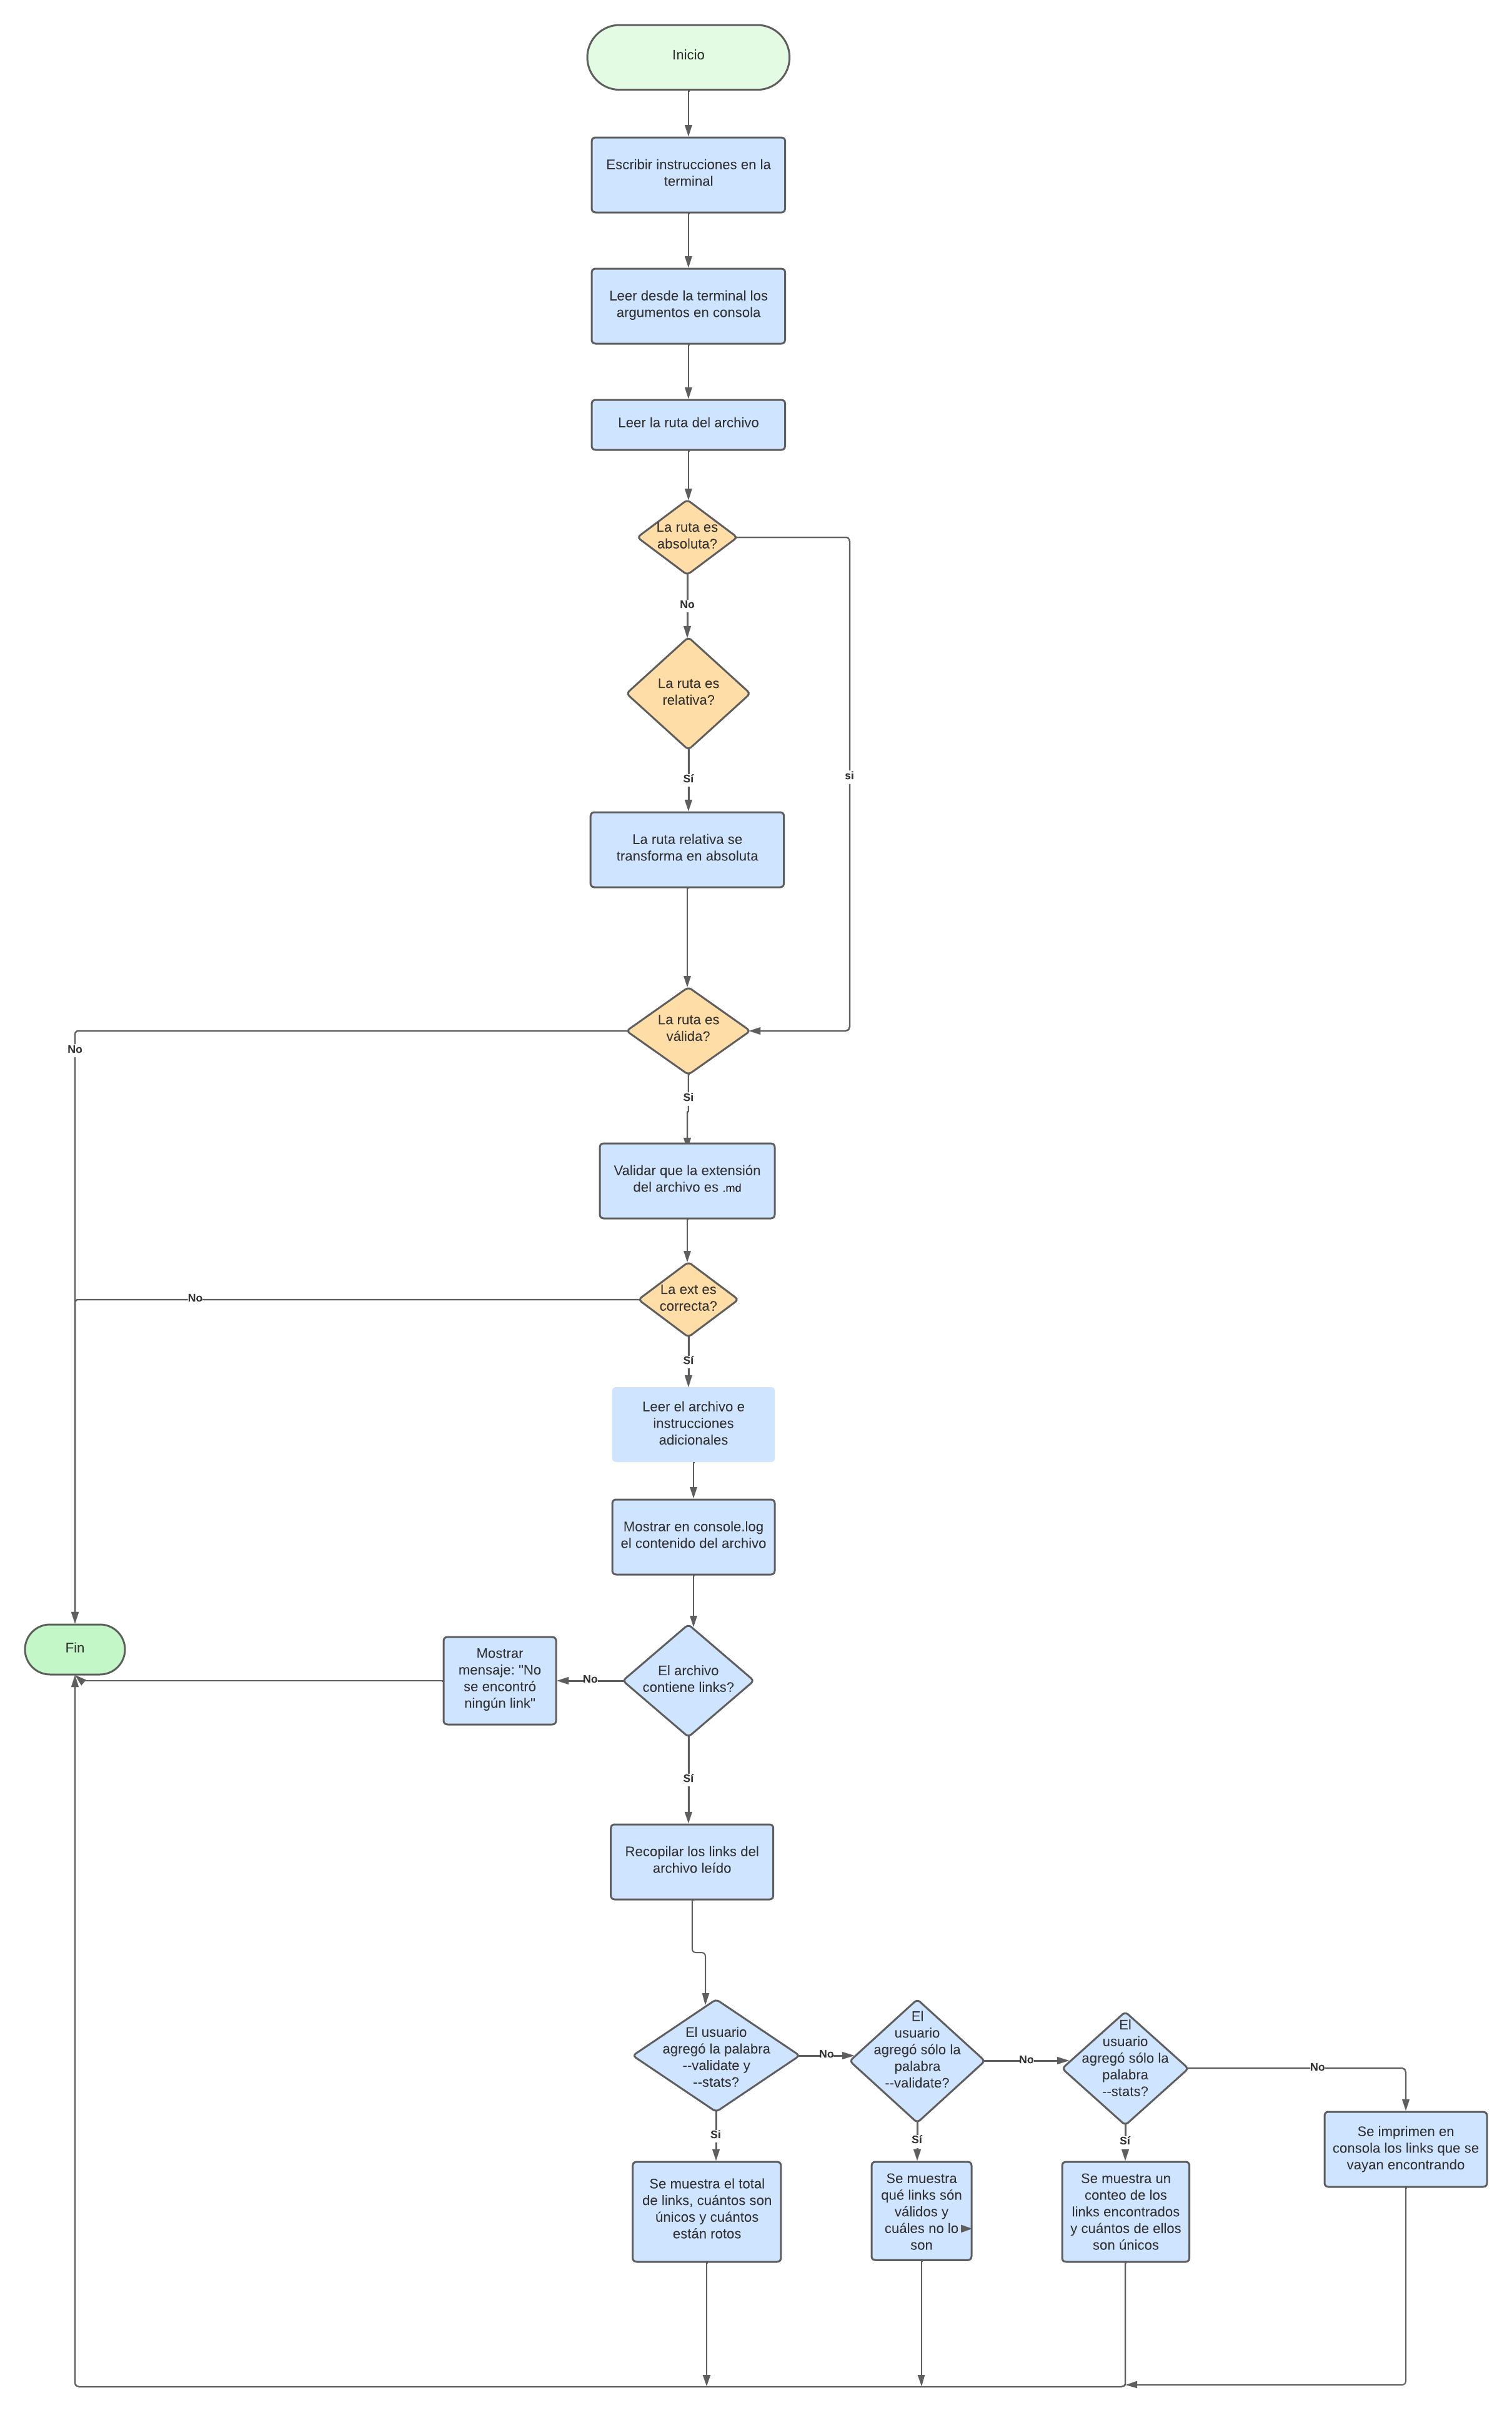 Inicio
Escribir instrucciones en la
terminal
Leer desde la terminal los
argumentos en consola
Leer la ruta del archivo
La ruta es
absoluta?
No
La ruta es
relativa?
si
Sí
La ruta relativa se
transforma en absoluta
La ruta es
válida?
No
Si
Validar que la extensión
del archivo es .md
La ext es
correcta?
No
Sí
Leer el archivo e
instrucciones
adicionales
Mostrar en console.log
el contenido del archivo
Fin
Mostrar
mensaje: "No
se encontró
ningún link"
No
El archivo
contiene links?
Sí
Recopilar los links del
archivo leído
El usuario
agregó la palabra
--validate y
--stats?
No
El
usuario
agregó sólo la
palabra
--validate?
No
El
usuario
agregó sólo la
palabra
--stats?
No
Si
Sí
Sí
Se imprimen en
consola los links que se
vayan encontrando
Se muestra el total
de links, cuántos son
únicos y cuántos
están rotos
Se muestra
qué links són
válidos y
cuáles no lo
son
Se muestra un
conteo de los
links encontrados
y cuántos de ellos
son únicos